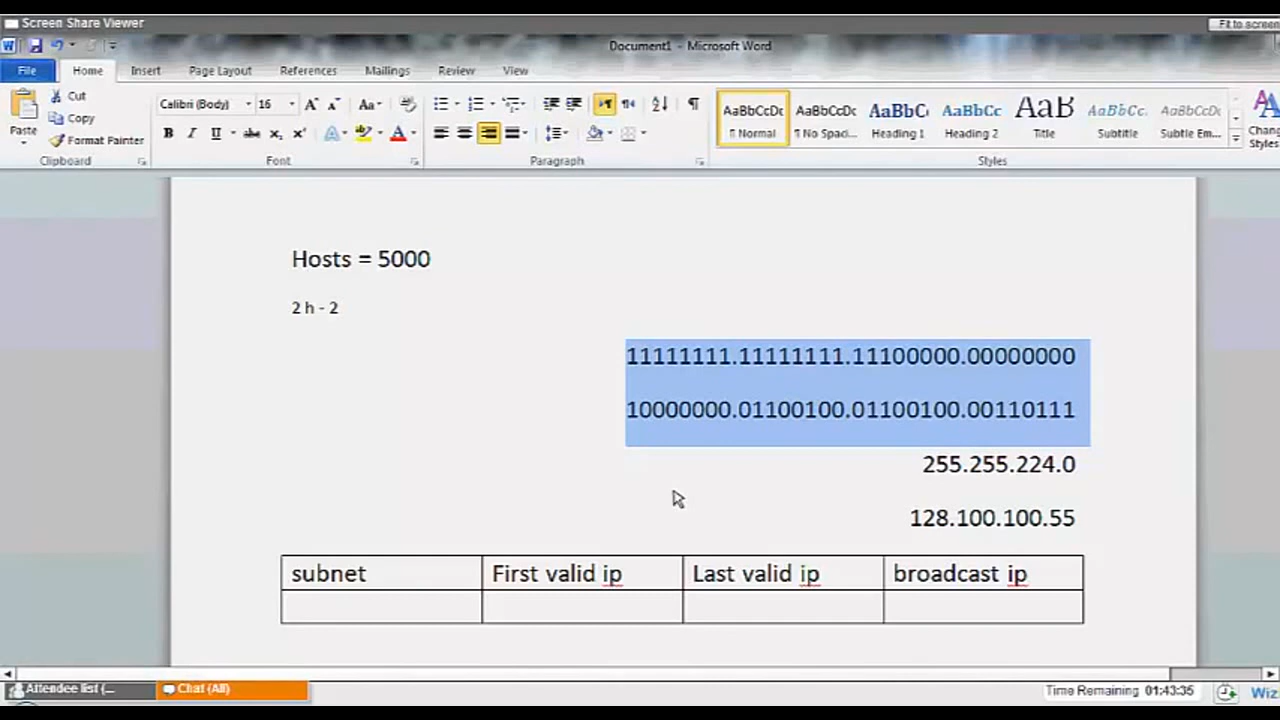 Screen Share Viewer
Fit to screen
Document1 - Microsoft Word
File Home Insert Page Layout References Mailings Review View
Paste
Cut
Copy
Format Painter
Calibri (Body) 16
AaBbCcDc AaBbCcDc AaBbC AaBbCc AaB AaBbCcDc AaBbCcDc
¶ Normal ¶ No Spaci... Heading 1 Heading 2 Title Subtitle Subtle Em...
Styles
Clipboard Font Paragraph Styles
Hosts = 5000
2 h - 2
11111111.11111111.11100000.00000000
10000000.01100100.01100100.00110111
255.255.224.0
128.100.100.55
subnet First valid ip Last valid ip broadcast ip
Attendee list (... Chat (All) Time Remaining 01:43:35